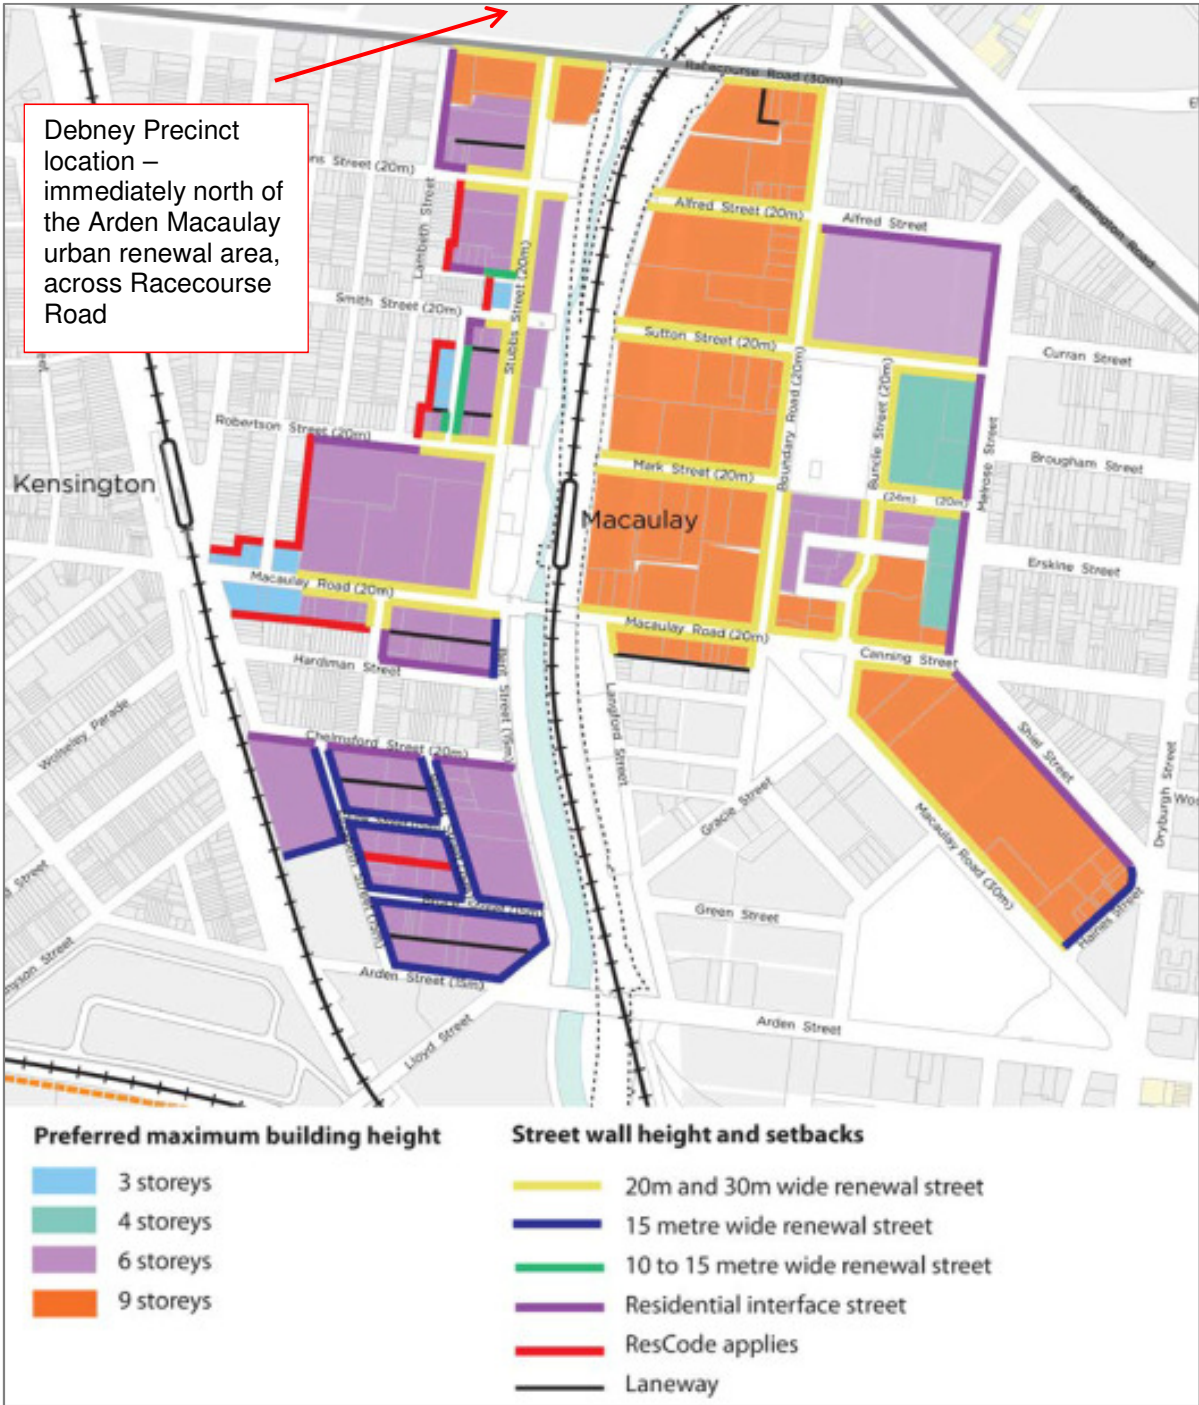 Debney Precinct
location –
immediately north of
the Arden Macaulay
urban renewal area,
across Racecourse
Road
Racecourse Road (30m)
ns Street (20m)
Lambeth Street
Alfred Street (20m)
Alfred Street
Flemington Road
Smith Street (20m)
Stubbs Street (20m)
Sutton Street (20m)
Boundary Road (20m)
Buncle Street (20m)
Curran Street
Robertson Street (20m)
Mark Street (20m)
Melrose Street
Brougham Street
(24m) (20m)
Kensington
Macaulay
Erskine Street
Macaulay Road (20m)
Macaulay Road (20m)
Canning Street
Hardiman Street
Street (15m)
Langford Street
Wolseley Parade
Chelmsford Street (20m)
Shiel Street
Dryburgh Street
Gracie Street
Macaulay Road (30m)
Green Street
Haines Street
Street
Arden Street (15m)
Arden Street
Lloyd Street
Preferred maximum building height
3 storeys
4 storeys
6 storeys
9 storeys
Street wall height and setbacks
20m and 30m wide renewal street
15 metre wide renewal street
10 to 15 metre wide renewal street
Residential interface street
ResCode applies
Laneway